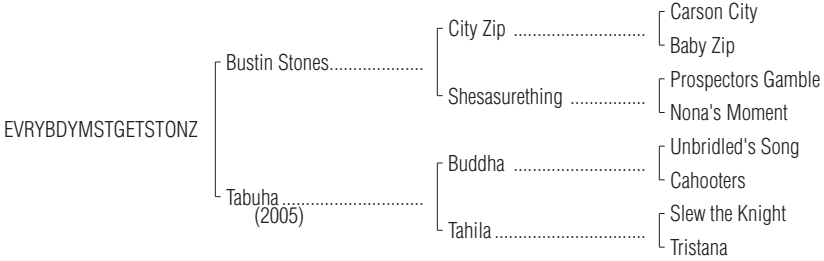 Carson City
City Zip ................................
Baby Zip
Bustin Stones....................
Prospectors Gamble
Shesasurething ..................
Nona's Moment
EVRYBDYMSTGETSTONZ
Unbridled's Song
Buddha ................................
Cahooters
Tabuha ..............................
(2005)
Slew the Knight
Tahila ....................................
Tristana